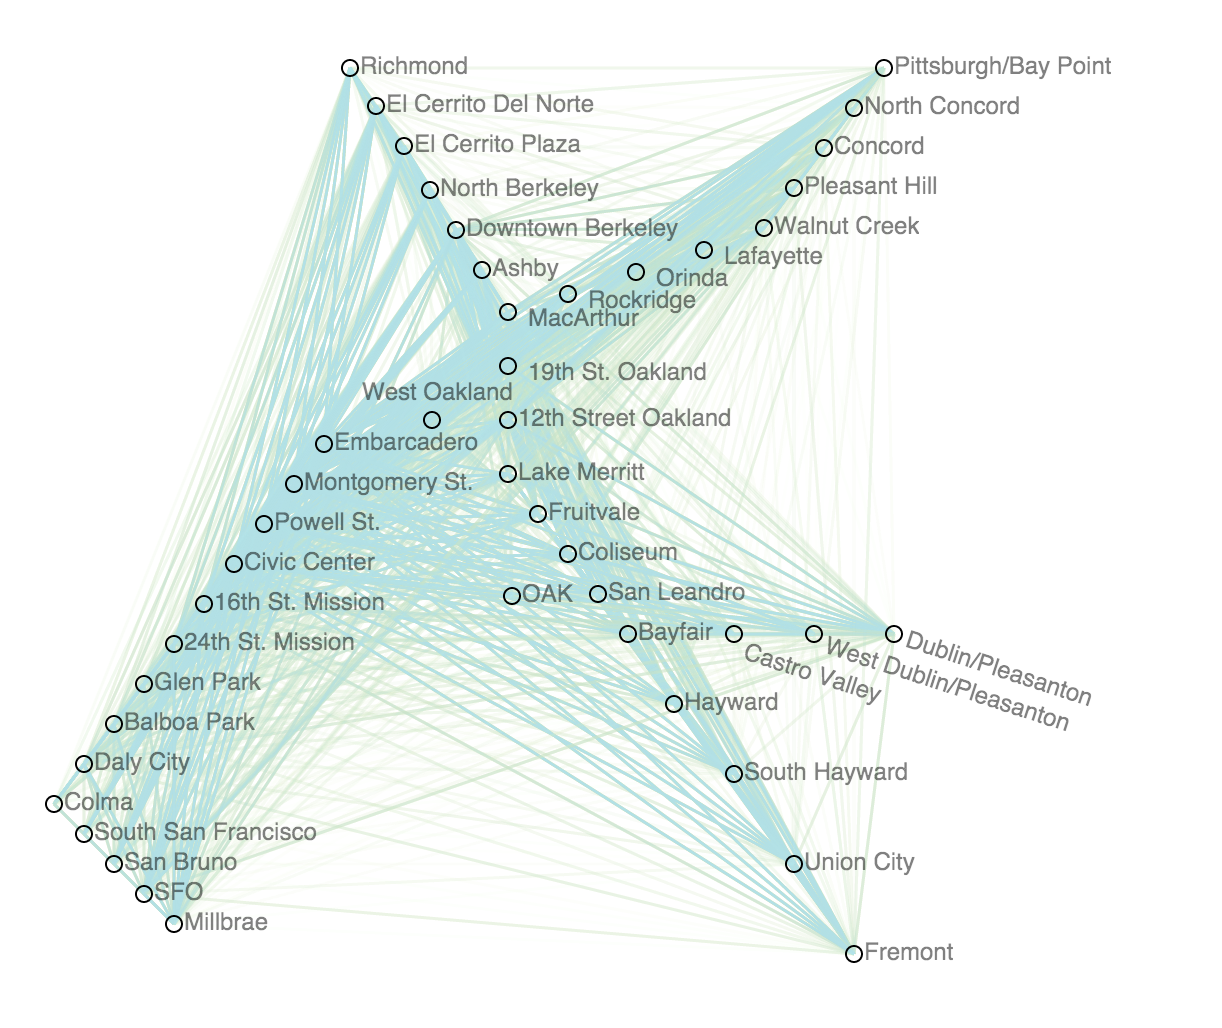 Richmond
Pittsburgh/Bay Point
El Cerrito Del Norte
North Concord
El Cerrito Plaza
Concord
North Berkeley
Pleasant Hill
Downtown Berkeley
Walnut Creek
Lafayette
Ashby
Orinda
Rockridge
MacArthur
19th St. Oakland
West Oakland
12th Street Oakland
Embarcadero
Lake Merritt
Montgomery St.
Fruitvale
Powell St.
Coliseum
Civic Center
OAK
San Leandro
16th St. Mission
Bayfair
24th St. Mission
Castro Valley
West Dublin/Pleasanton
Dublin/Pleasanton
Glen Park
Hayward
Balboa Park
Daly City
South Hayward
Colma
South San Francisco
San Bruno
Union City
SFO
Millbrae
Fremont